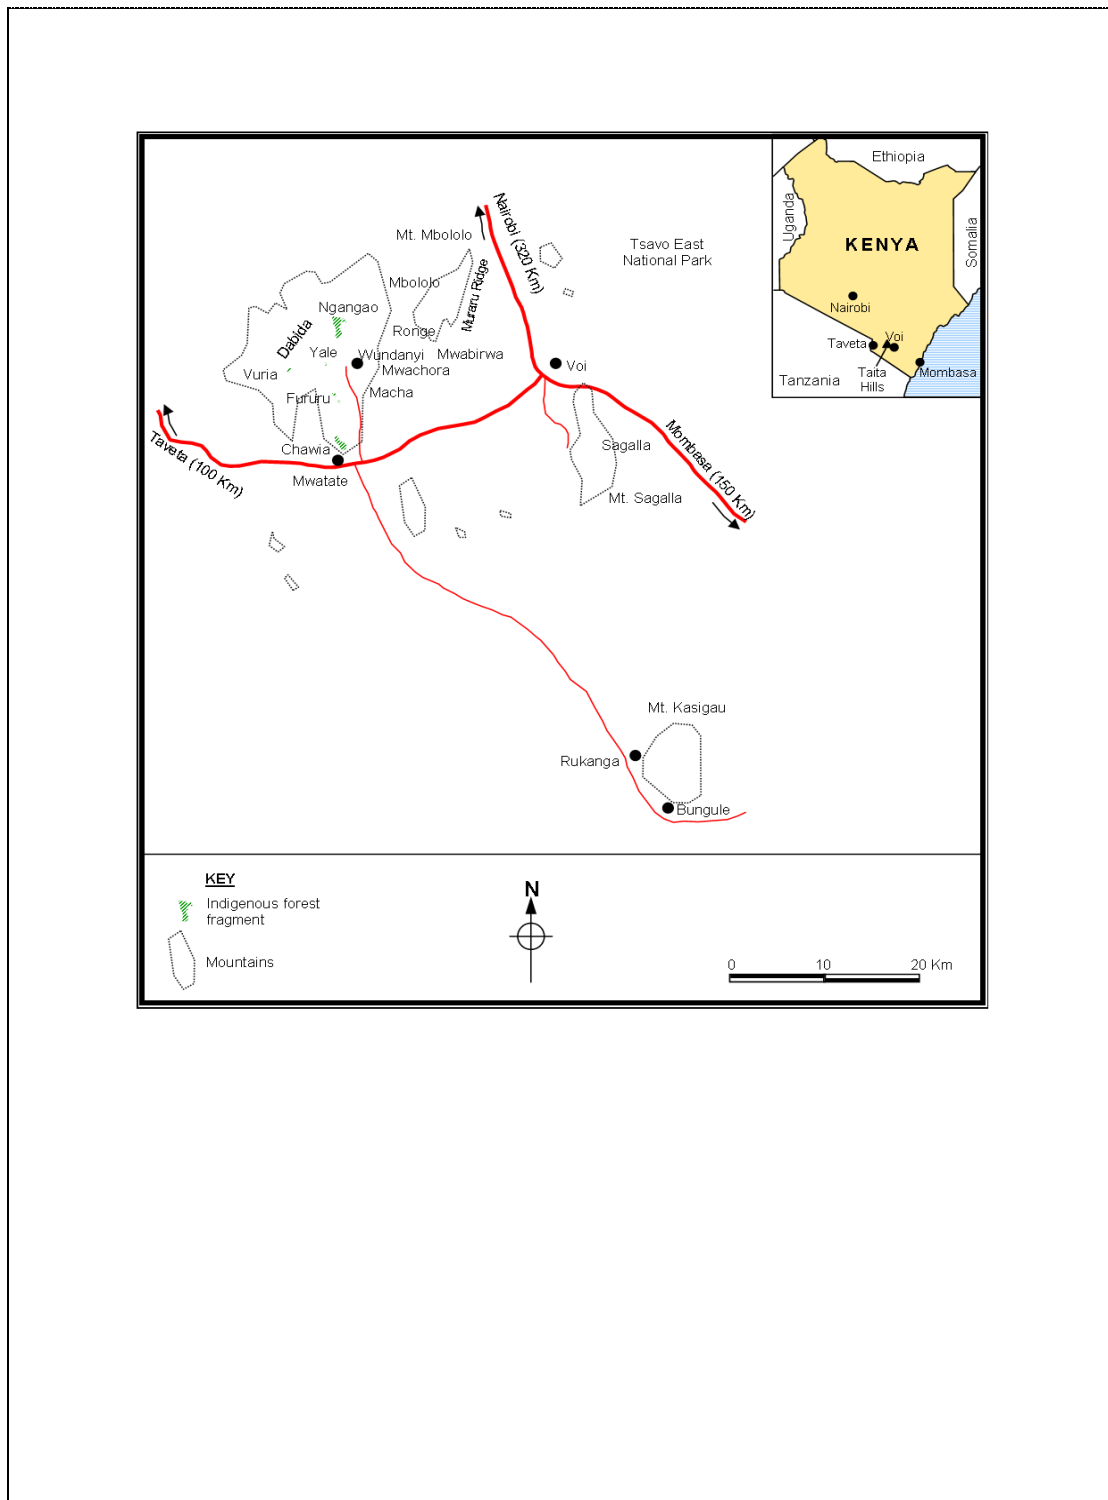 Ethiopia
Uganda
Somalia
KENYA
Nairobi
Taveta
Voi
Taita
Hills
Mombasa
Tanzania
Nairobi (320 Km)
Mt. Mbololo
Tsavo East
National Park
Mbololo
Muraru Ridge
Ngangao
Dabida
Ronge
Yale
Wundanyi
Mwabirwa
Mwachora
Voi
Vuria
Macha
Fururu
Chawia
Mwatate
Taveta (100 Km)
Sagalla
Mombasa (150 Km)
Mt. Sagalla
Mt. Kasigau
Rukanga
Bungule
KEY
Indigenous forest
fragment
Mountains
N
0 10 20 Km